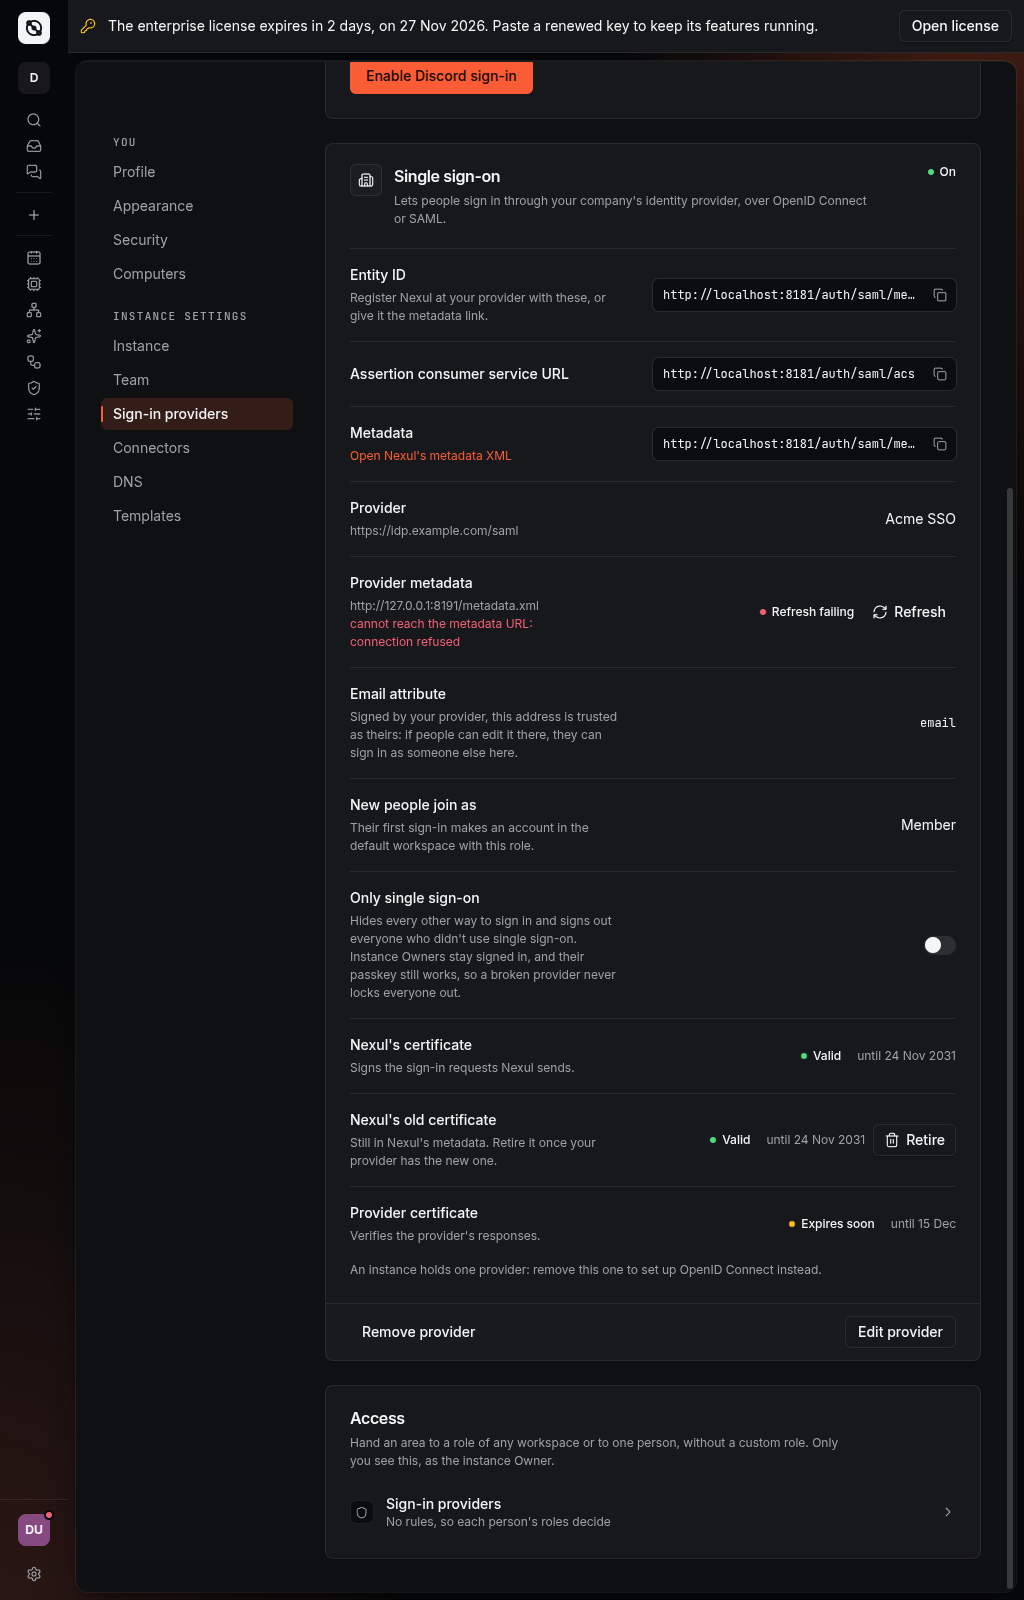 The enterprise license expires in 2 days, on 27 Nov 2026. Paste a renewed key to keep its features running.
Open license
D
Enable Discord sign-in
YOU
Profile
Appearance
Security
Computers
INSTANCE SETTINGS
Instance
Team
Sign-in providers
Connectors
DNS
Templates
Single sign-on
On
Lets people sign in through your company's identity provider, over OpenID Connect
or SAML.
Entity ID
Register Nexul at your provider with these, or
give it the metadata link.
http://localhost:8181/auth/saml/me…
Assertion consumer service URL
http://localhost:8181/auth/saml/acs
Metadata
Open Nexul's metadata XML
http://localhost:8181/auth/saml/me…
Provider
https://idp.example.com/saml
Acme SSO
Provider metadata
http://127.0.0.1:8191/metadata.xml
cannot reach the metadata URL:
connection refused
Refresh failing
Refresh
Email attribute
Signed by your provider, this address is trusted
as theirs: if people can edit it there, they can
sign in as someone else here.
email
New people join as
Their first sign-in makes an account in the
default workspace with this role.
Member
Only single sign-on
Hides every other way to sign in and signs out
everyone who didn't use single sign-on.
Instance Owners stay signed in, and their
passkey still works, so a broken provider never
locks everyone out.
Nexul's certificate
Signs the sign-in requests Nexul sends.
Valid until 24 Nov 2031
Nexul's old certificate
Still in Nexul's metadata. Retire it once your
provider has the new one.
Valid until 24 Nov 2031
Retire
Provider certificate
Verifies the provider's responses.
Expires soon until 15 Dec
An instance holds one provider: remove this one to set up OpenID Connect instead.
Remove provider
Edit provider
Access
Hand an area to a role of any workspace or to one person, without a custom role. Only
you see this, as the instance Owner.
Sign-in providers
No rules, so each person's roles decide
DU